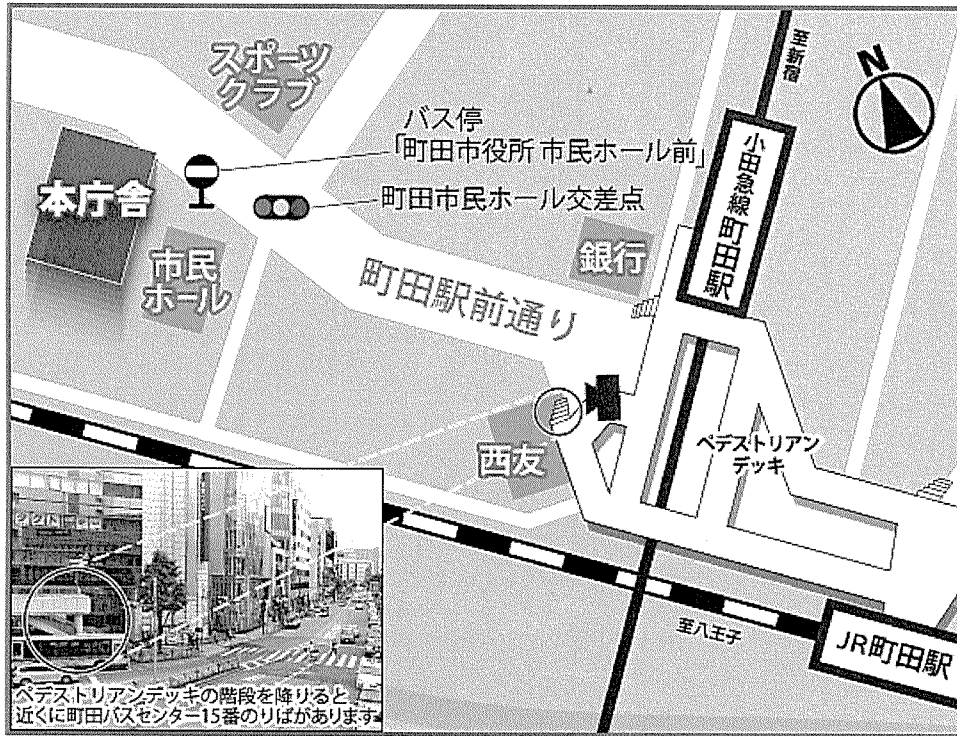 スポーツ
クラブ
至新宿
N
バス停
「町田市役所 市民ホール前」
小田急線町田駅
本庁舎
町田市民ホール交差点
市民
ホール
銀行
町田駅前通り
西友
ペデストリアン
デッキ
至八王子
JR町田駅
ペデストリアンデッキの階段を降りると
近くに町田バスセンター15番のりばがあります